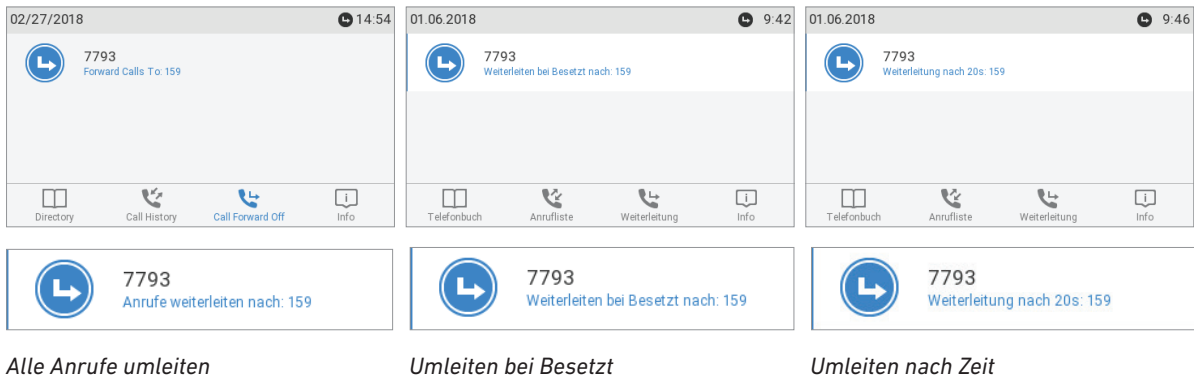 02/27/2018 14:54
7793
Forward Calls To: 159
Directory Call History Call Forward Off Info
01.06.2018 9:42
7793
Weiterleiten bei Besetzt nach: 159
Telefonbuch Anrufliste Weiterleitung Info
01.06.2018 9:46
7793
Weiterleitung nach 20s: 159
Telefonbuch Anrufliste Weiterleitung Info
7793
Anrufe weiterleiten nach: 159
7793
Weiterleiten bei Besetzt nach: 159
7793
Weiterleitung nach 20s: 159
Alle Anrufe umleiten
Umleiten bei Besetzt
Umleiten nach Zeit